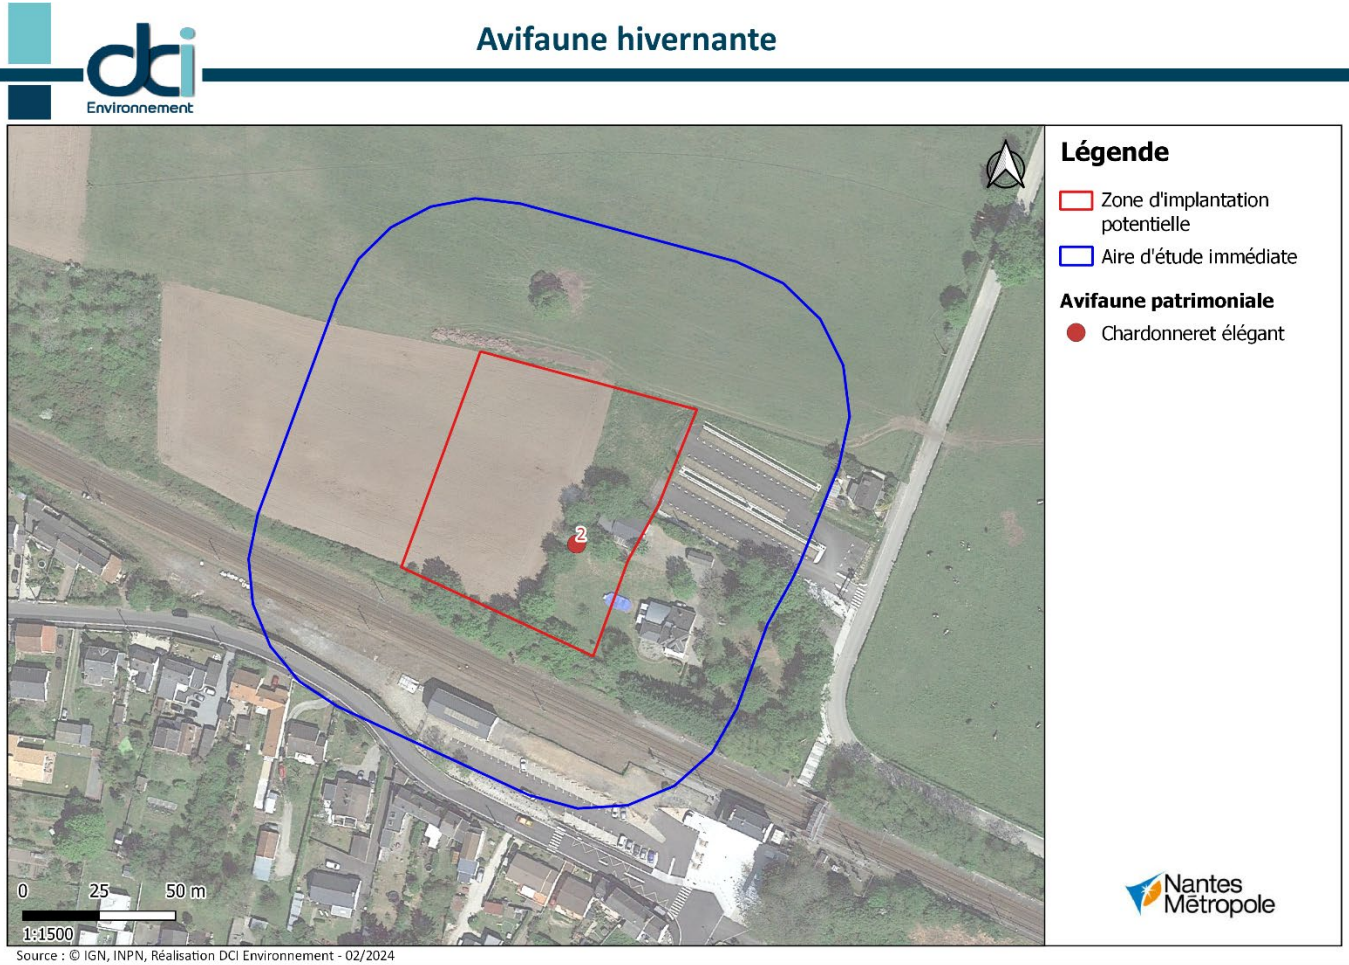 Avifaune hivernante
dci
Environnement
Légende
Zone d'implantation
potentielle
Aire d'étude immédiate
Avifaune patrimoniale
Chardonneret élégant
2
0 25 50 m
1:1500
Nantes
Métropole
Source : © IGN, INPN, Réalisation DCI Environnement - 02/2024